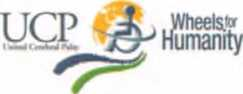 UCP
United Cerebral Palsy
Wheels for
Humanity